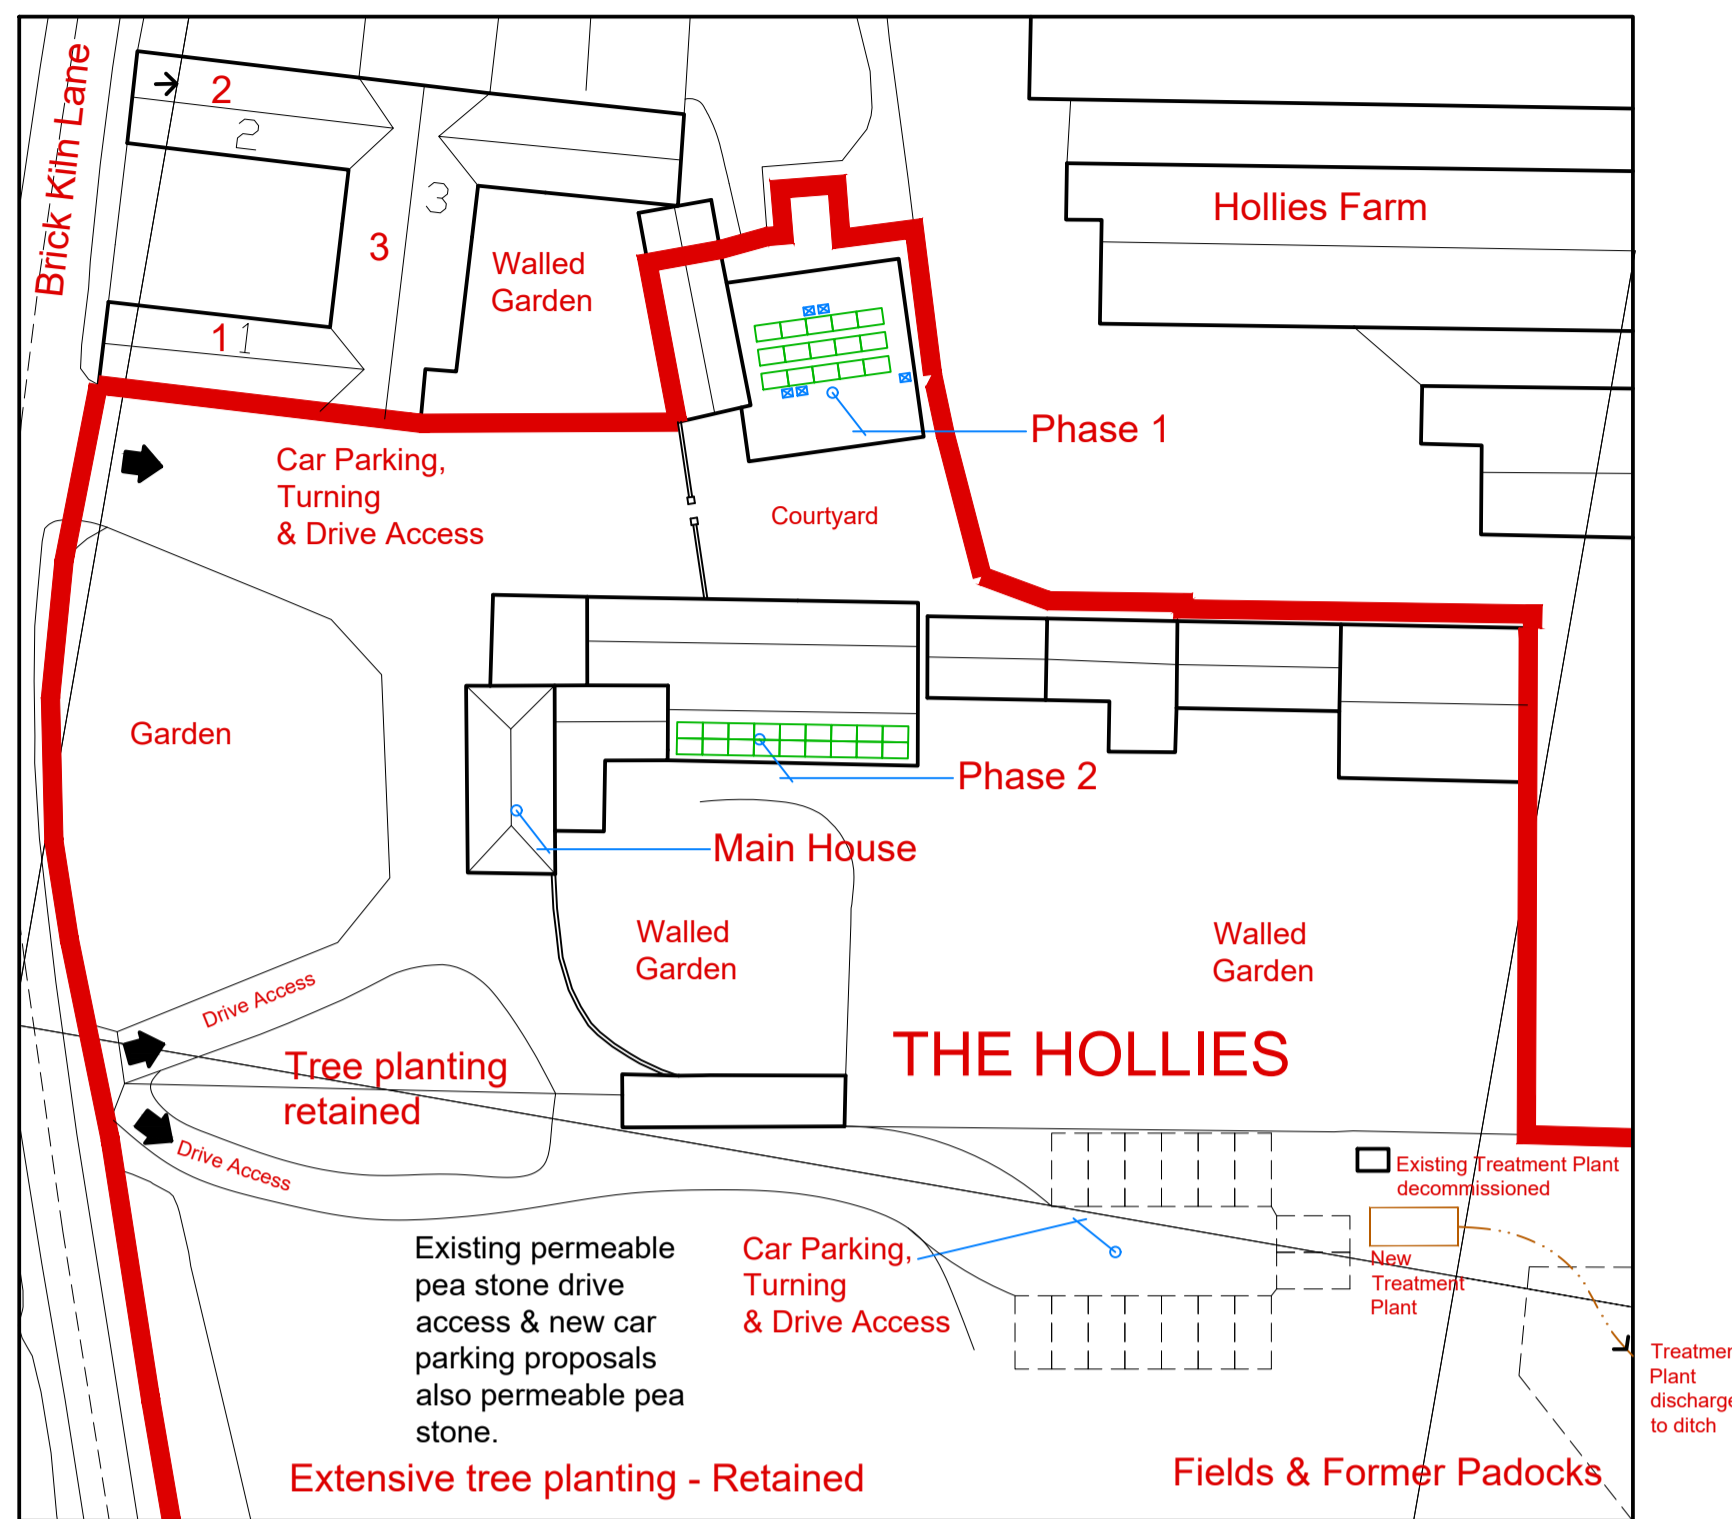 Brick Kiln Lane
2
2
3
3
1
1
Walled
Garden
Hollies Farm
Phase 1
Car Parking,
Turning
& Drive Access
Courtyard
Garden
Phase 2
Main House
Walled
Garden
Walled
Garden
Drive Access
THE HOLLIES
Tree planting
retained
Drive Access
Existing Treatment Plant
decommissioned
New
Treatment
Plant
Existing permeable
pea stone drive
access & new car
parking proposals
also permeable pea
stone.
Car Parking,
Turning
& Drive Access
Treatmen
Plant
discharge
to ditch
Extensive tree planting - Retained
Fields & Former Padocks